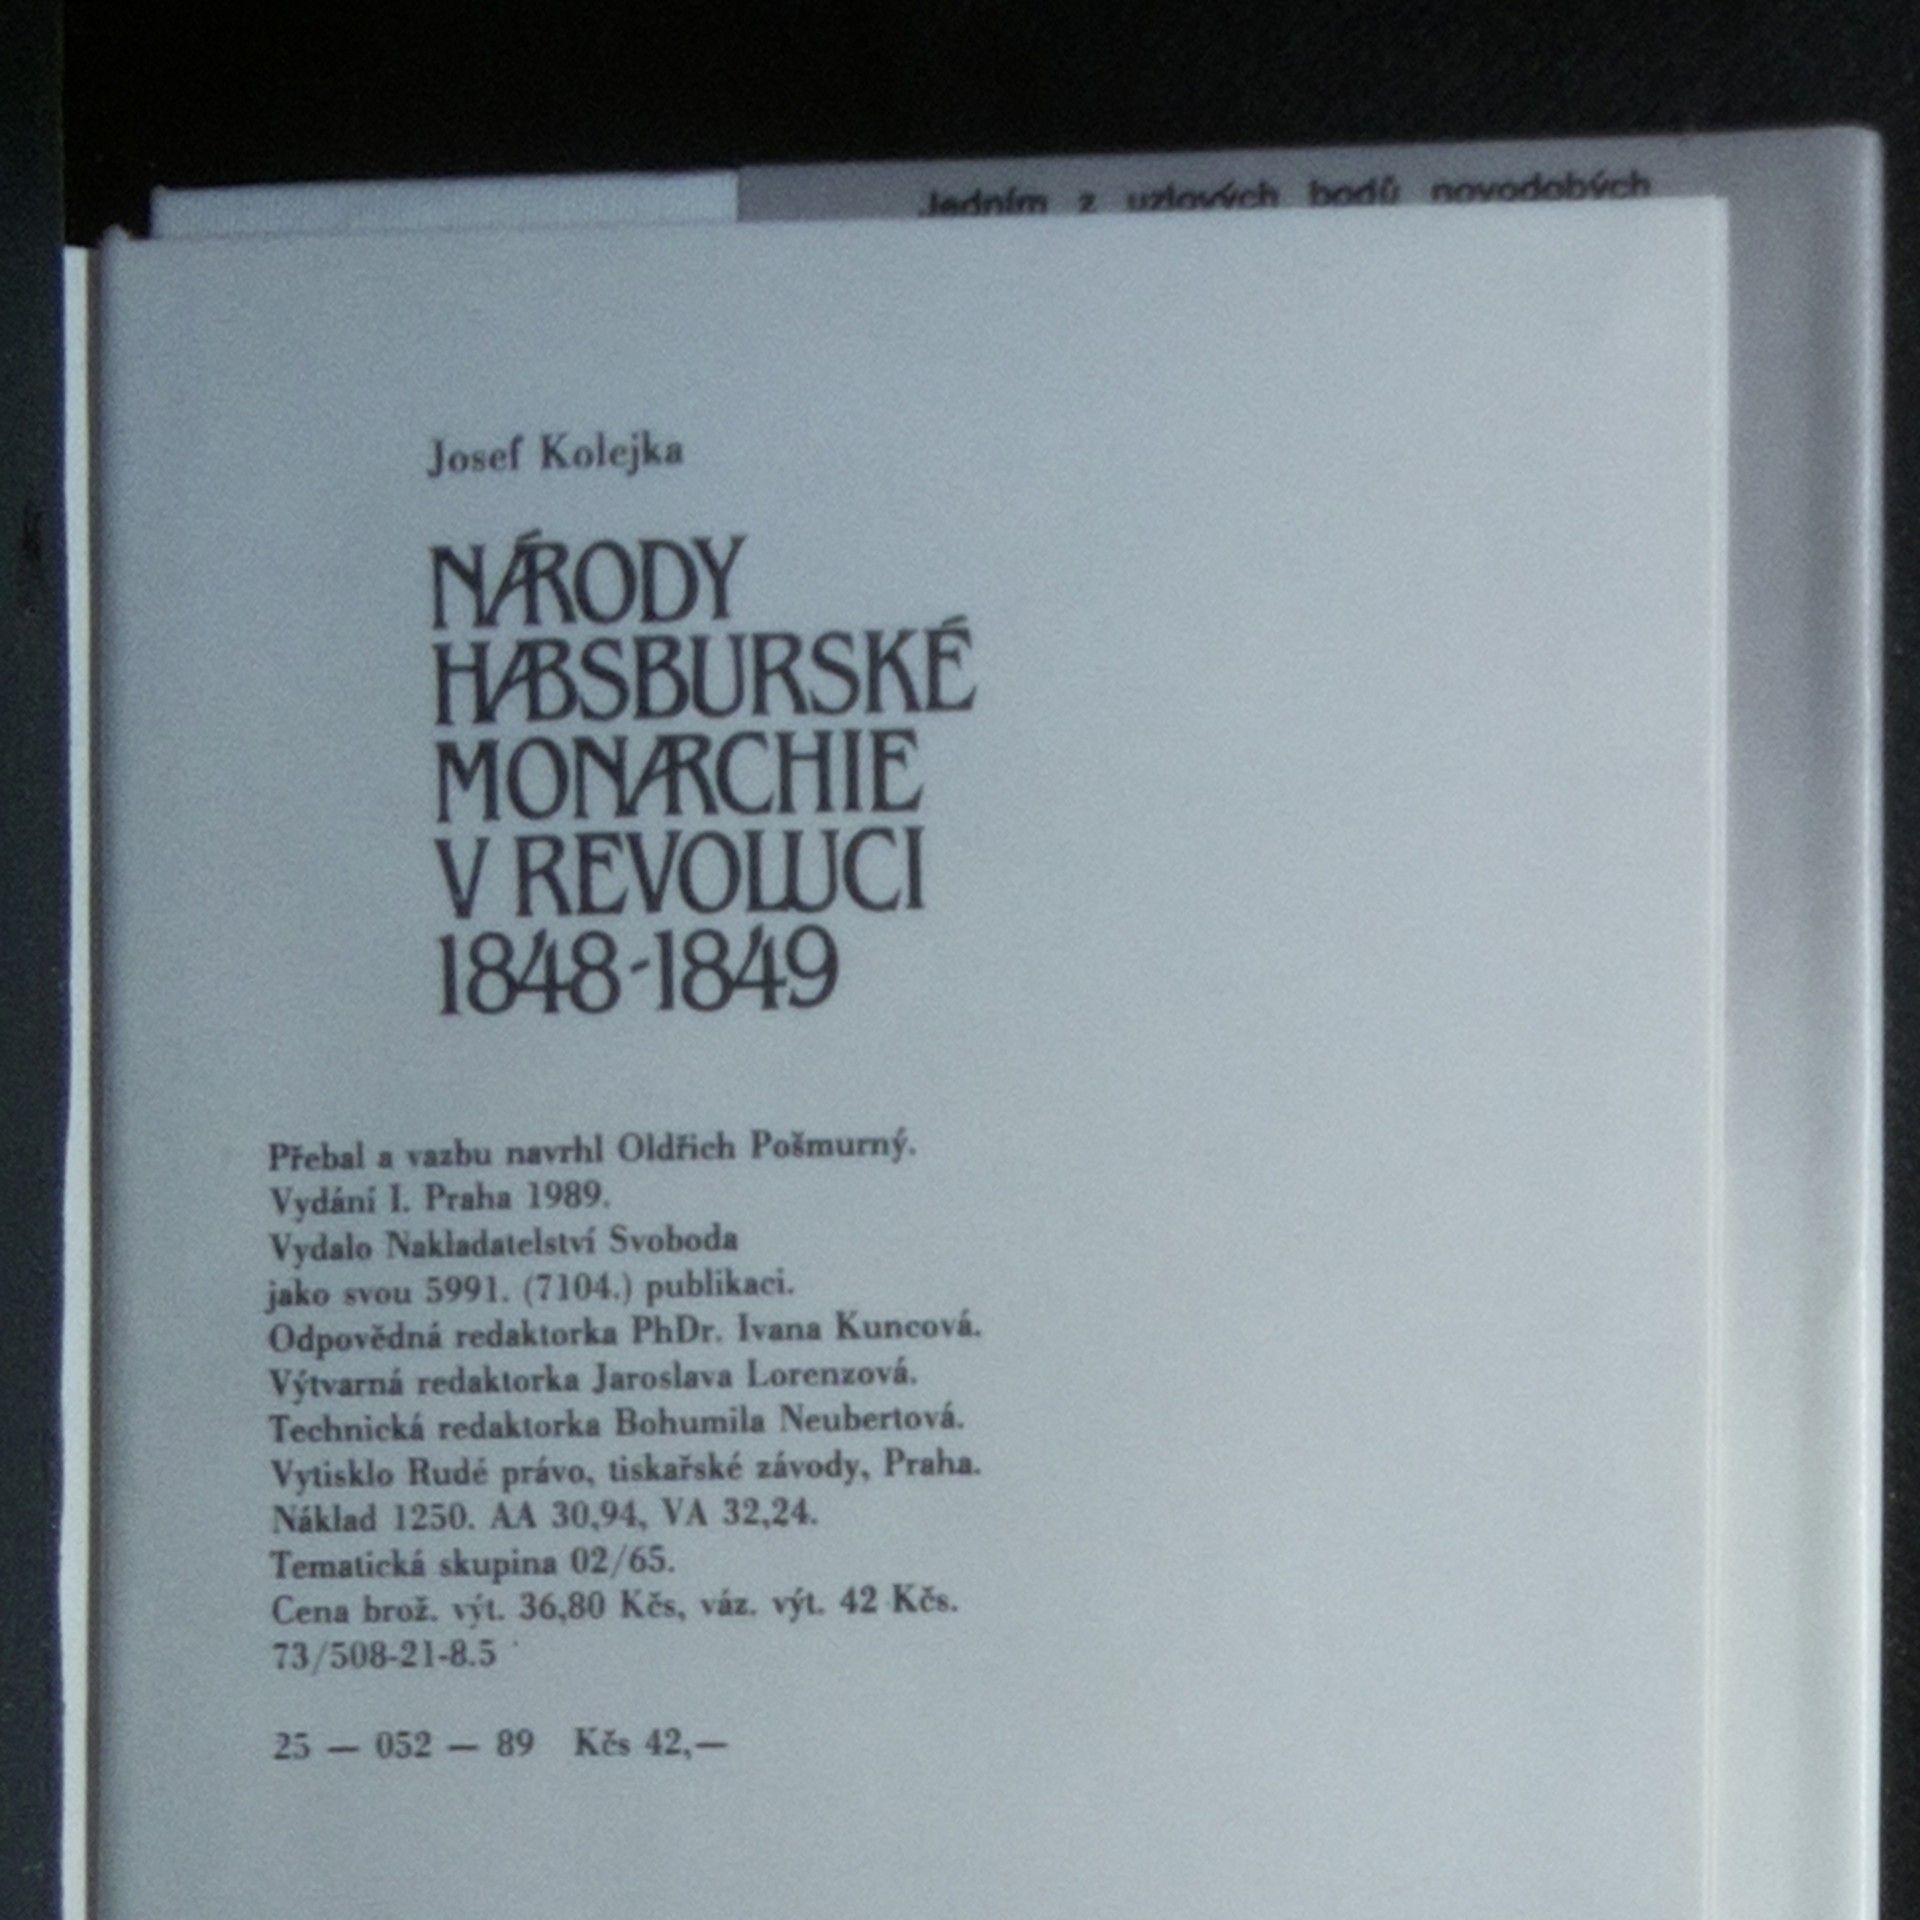 Jedním z uzlových bodů novodobých
Josef Kolejka
NÁRODY
HABSBURSKÉ
MONARCHIE
V REVOLUCI
1848-1849
Přebal a vazbu navrhl Oldřich Pošmurný.
Vydání I. Praha 1989.
Vydalo Nakladatelství Svoboda
jako svou 5991. (7104.) publikaci.
Odpovědná redaktorka PhDr. Ivana Kuncová.
Výtvarná redaktorka Jaroslava Lorenzová.
Technická redaktorka Bohumila Neubertová.
Vytisklo Rudé právo, tiskařské závody, Praha.
Náklad 1250. AA 30,94, VA 32,24.
Tematická skupina 02/65.
Cena brož. výt. 36,80 Kčs, váz. výt. 42 Kčs.
73/508-21-8.5
25 — 052 — 89 Kčs 42,—